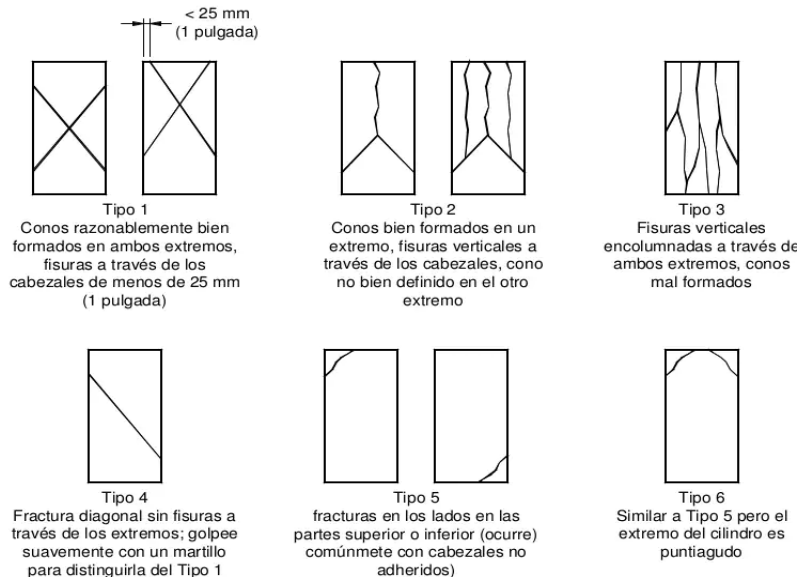 < 25 mm
(1 pulgada)
Tipo 1
Conos razonablemente bien
formados en ambos extremos,
fisuras a través de los
cabezales de menos de 25 mm
(1 pulgada)
Tipo 2
Conos bien formados en un
extremo, fisuras verticales a
través de los cabezales, cono
no bien definido en el otro
extremo
Tipo 3
Fisuras verticales
encolumnadas a través de
ambos extremos, conos
mal formados
Tipo 4
Fractura diagonal sin fisuras a
través de los extremos; golpee
suavemente con un martillo
para distinguirla del Tipo 1
Tipo 5
fracturas en los lados en las
partes superior o inferior (ocurre)
comúnmete con cabezales no
adheridos)
Tipo 6
Similar a Tipo 5 pero el
extremo del cilindro es
puntiagudo